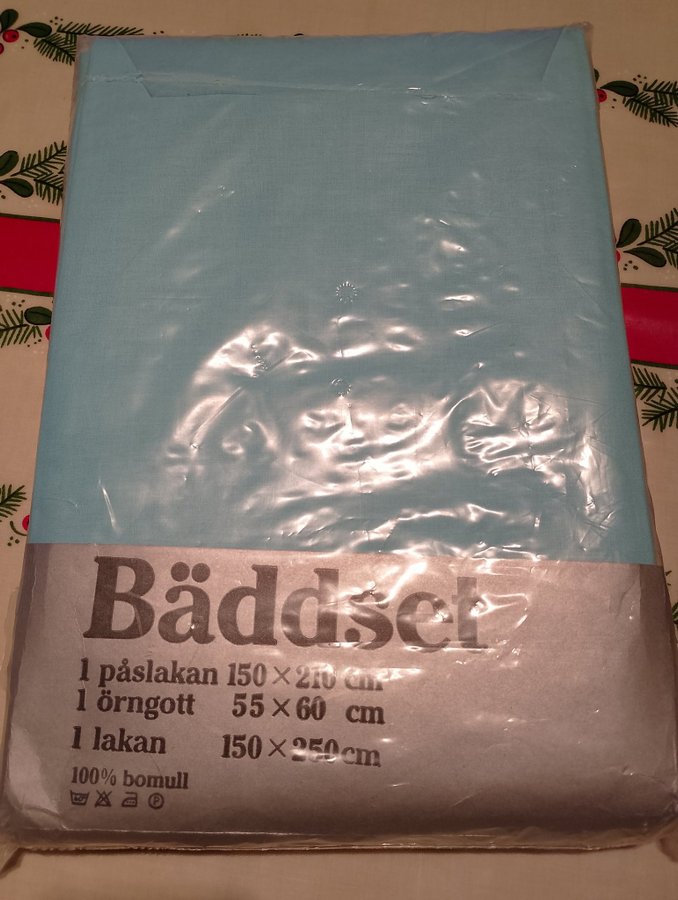 Bäddset
1 påslakan 150×210 cm
1 örngott 55×60 cm
1 lakan 150×250 cm
100% bomull